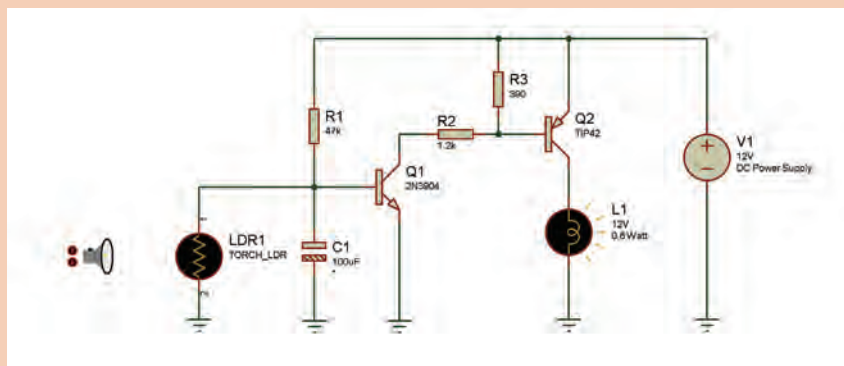 R3
390
Q2
TIP42
R1
47k
R2
1.2k
Q1
2N3904
V1
12V
DC Power Supply
L1
12V
0.6Watt
LDR1
TORCH_LDR
C1
100uF